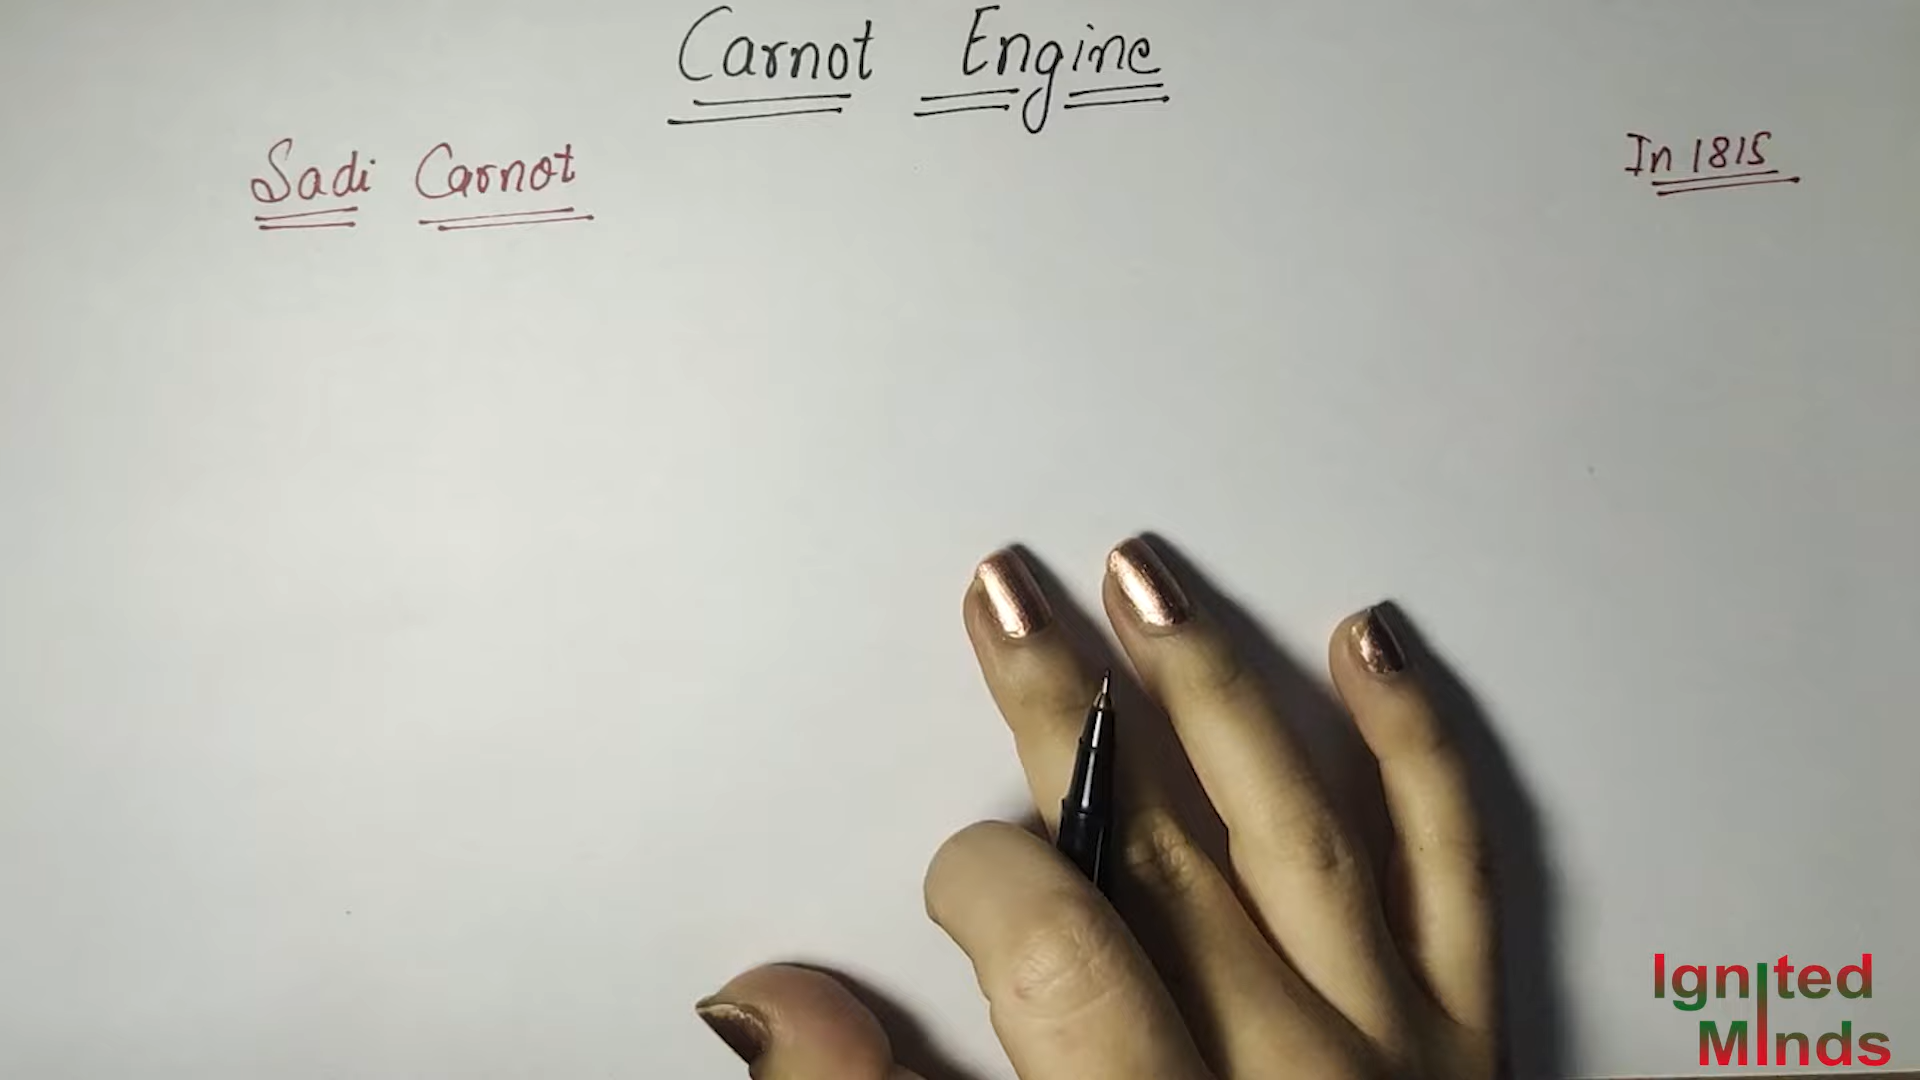 Carnot Engine
Sadi Carnot
In 1815
Ignited
Minds